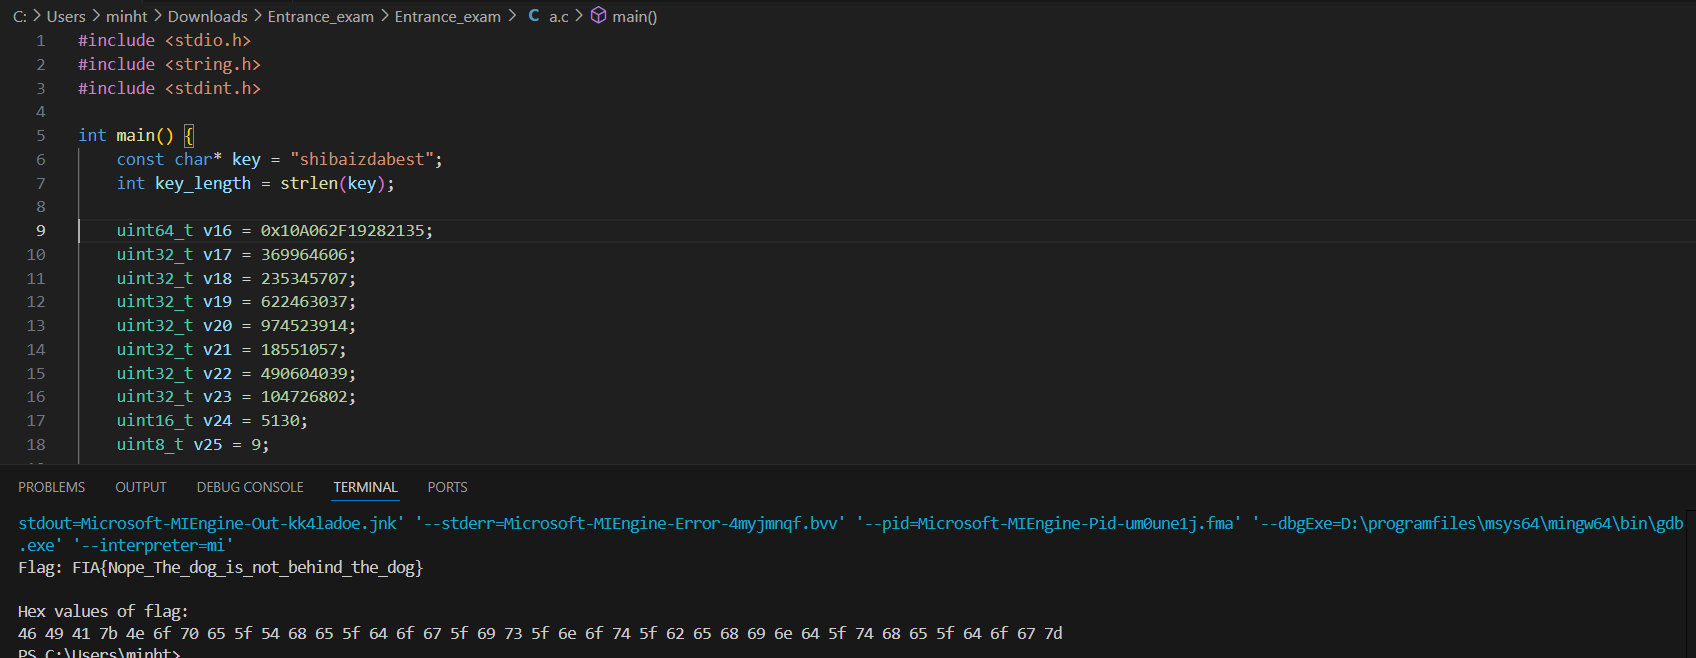 C: > Users > minht > Downloads > Entrance_exam > Entrance_exam > C a.c > main()
1 #include <stdio.h>
2 #include <string.h>
3 #include <stdint.h>
4
5 int main() {
6 const char* key = "shibaizdabest";
7 int key_length = strlen(key);
8
9 uint64_t v16 = 0x10A062F19282135;
10 uint32_t v17 = 369964606;
11 uint32_t v18 = 235345707;
12 uint32_t v19 = 622463037;
13 uint32_t v20 = 974523914;
14 uint32_t v21 = 18551057;
15 uint32_t v22 = 490604039;
16 uint32_t v23 = 104726802;
17 uint16_t v24 = 5130;
18 uint8_t v25 = 9;
PROBLEMS OUTPUT DEBUG CONSOLE TERMINAL PORTS
stdout=Microsoft-MIEngine-Out-kk4ladoe.jnk' '--stderr=Microsoft-MIEngine-Error-4myjmnqf.bvv' '--pid=Microsoft-MIEngine-Pid-um0une1j.fma' '--dbgExe=D:\programfiles\msys64\mingw64\bin\gdb
.exe' '--interpreter=mi'
Flag: FIA{Nope_The_dog_is_not_behind_the_dog}
Hex values of flag:
46 49 41 7b 4e 6f 70 65 5f 54 68 65 5f 64 6f 67 5f 69 73 5f 6e 6f 74 5f 62 65 68 69 6e 64 5f 74 68 65 5f 64 6f 67 7d
PS C:\Users\minht>